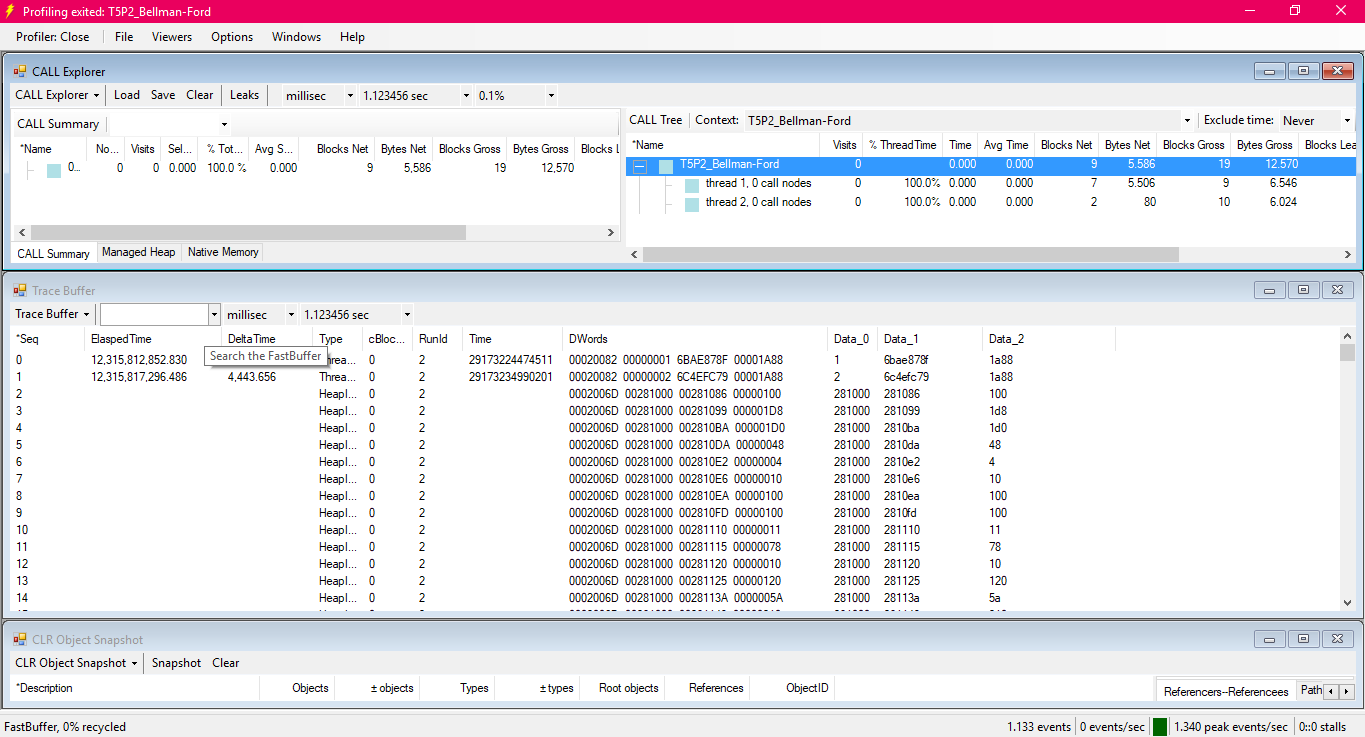 Profiling exited: T5P2_Bellman-Ford
Profiler: Close File Viewers Options Windows Help
CALL Explorer
CALL Explorer Load Save Clear Leaks millisec 1.123456 sec 0.1%
CALL Summary
*Name No... Visits Sel... % Tot... Avg S... Blocks Net Bytes Net Blocks Gross Bytes Gross Blocks L
0... 0 0 0.000 100.0 % 0.000 9 5,586 19 12,570
CALL Summary Managed Heap Native Memory
CALL Tree Context: T5P2_Bellman-Ford Exclude time: Never
*Name Visits % ThreadTime Time Avg Time Blocks Net Bytes Net Blocks Gross Bytes Gross Blocks Lea
T5P2_Bellman-Ford 0 0.000 0.000 9 5.586 19 12.570
thread 1, 0 call nodes 0 100.0% 0.000 0.000 7 5.506 9 6.546
thread 2, 0 call nodes 0 100.0% 0.000 0.000 2 80 10 6.024
Trace Buffer
Trace Buffer millisec 1.123456 sec
*Seq ElaspedTime DeltaTime Type cBloc... RunId Time DWords Data_0 Data_1 Data_2
Search the FastBuffer
0 12,315,812,852.830 hrea... 0 2 29173224474511 00020082 00000001 6BAE878F 00001A88 1 6bae878f 1a88
1 12,315,817,296.486 4,443.656 Threa... 0 2 29173234990201 00020082 00000002 6C4EFC79 00001A88 2 6c4efc79 1a88
2 HeapI... 0 2 0002006D 00281000 00281086 00000100 281000 281086 100
3 HeapI... 0 2 0002006D 00281000 00281099 000001D8 281000 281099 1d8
4 HeapI... 0 2 0002006D 00281000 002810BA 000001D0 281000 2810ba 1d0
5 HeapI... 0 2 0002006D 00281000 002810DA 00000048 281000 2810da 48
6 HeapI... 0 2 0002006D 00281000 002810E2 00000004 281000 2810e2 4
7 HeapI... 0 2 0002006D 00281000 002810E6 00000010 281000 2810e6 10
8 HeapI... 0 2 0002006D 00281000 002810EA 00000100 281000 2810ea 100
9 HeapI... 0 2 0002006D 00281000 002810FD 00000100 281000 2810fd 100
10 HeapI... 0 2 0002006D 00281000 00281110 00000011 281000 281110 11
11 HeapI... 0 2 0002006D 00281000 00281115 00000078 281000 281115 78
12 HeapI... 0 2 0002006D 00281000 00281120 00000010 281000 281120 10
13 HeapI... 0 2 0002006D 00281000 00281125 00000120 281000 281125 120
14 HeapI... 0 2 0002006D 00281000 0028113A 0000005A 281000 28113a 5a
CLR Object Snapshot
CLR Object Snapshot Snapshot Clear
*Description Objects ± objects Types ± types Root objects References ObjectID Referencers--Referencees Path
FastBuffer, 0% recycled 1.133 events 0 events/sec 1.340 peak events/sec 0::0 stalls